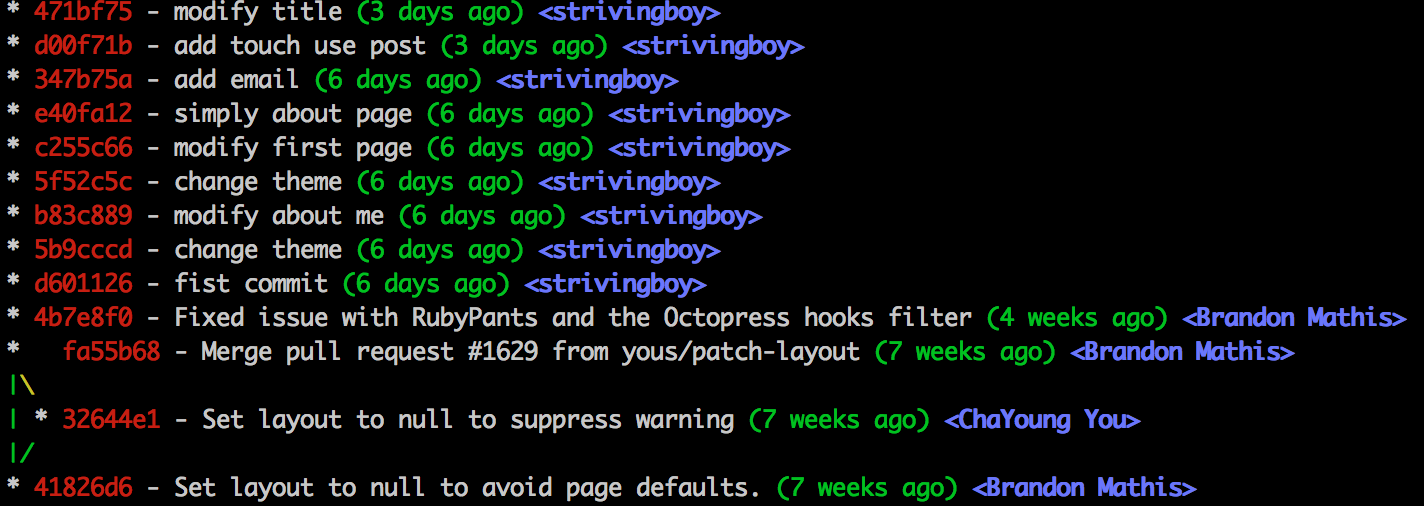 * 471bf75 - modify title (3 days ago) <strivingboy>
* d00f71b - add touch use post (3 days ago) <strivingboy>
* 347b75a - add email (6 days ago) <strivingboy>
* e40fa12 - simply about page (6 days ago) <strivingboy>
* c255c66 - modify first page (6 days ago) <strivingboy>
* 5f52c5c - change theme (6 days ago) <strivingboy>
* b83c889 - modify about me (6 days ago) <strivingboy>
* 5b9cccd - change theme (6 days ago) <strivingboy>
* d601126 - fist commit (6 days ago) <strivingboy>
* 4b7e8f0 - Fixed issue with RubyPants and the Octopress hooks filter (4 weeks ago) <Brandon Mathis>
*   fa55b68 - Merge pull request #1629 from yous/patch-layout (7 weeks ago) <Brandon Mathis>
|\
| * 32644e1 - Set layout to null to suppress warning (7 weeks ago) <ChaYoung You>
|/
* 41826d6 - Set layout to null to avoid page defaults. (7 weeks ago) <Brandon Mathis>